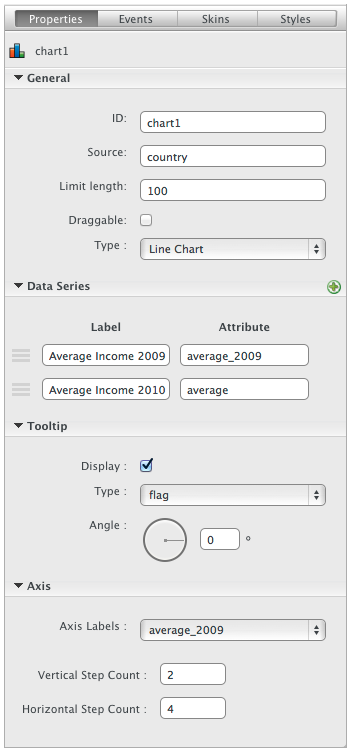 Properties Events Skins Styles
chart1
General
ID: chart1
Source: country
Limit length: 100
Draggable:
Type : Line Chart
Data Series
Label Attribute
Average Income 2009 average_2009
Average Income 2010 average
Tooltip
Display :
Type : flag
Angle : 0 °
Axis
Axis Labels : average_2009
Vertical Step Count : 2
Horizontal Step Count : 4